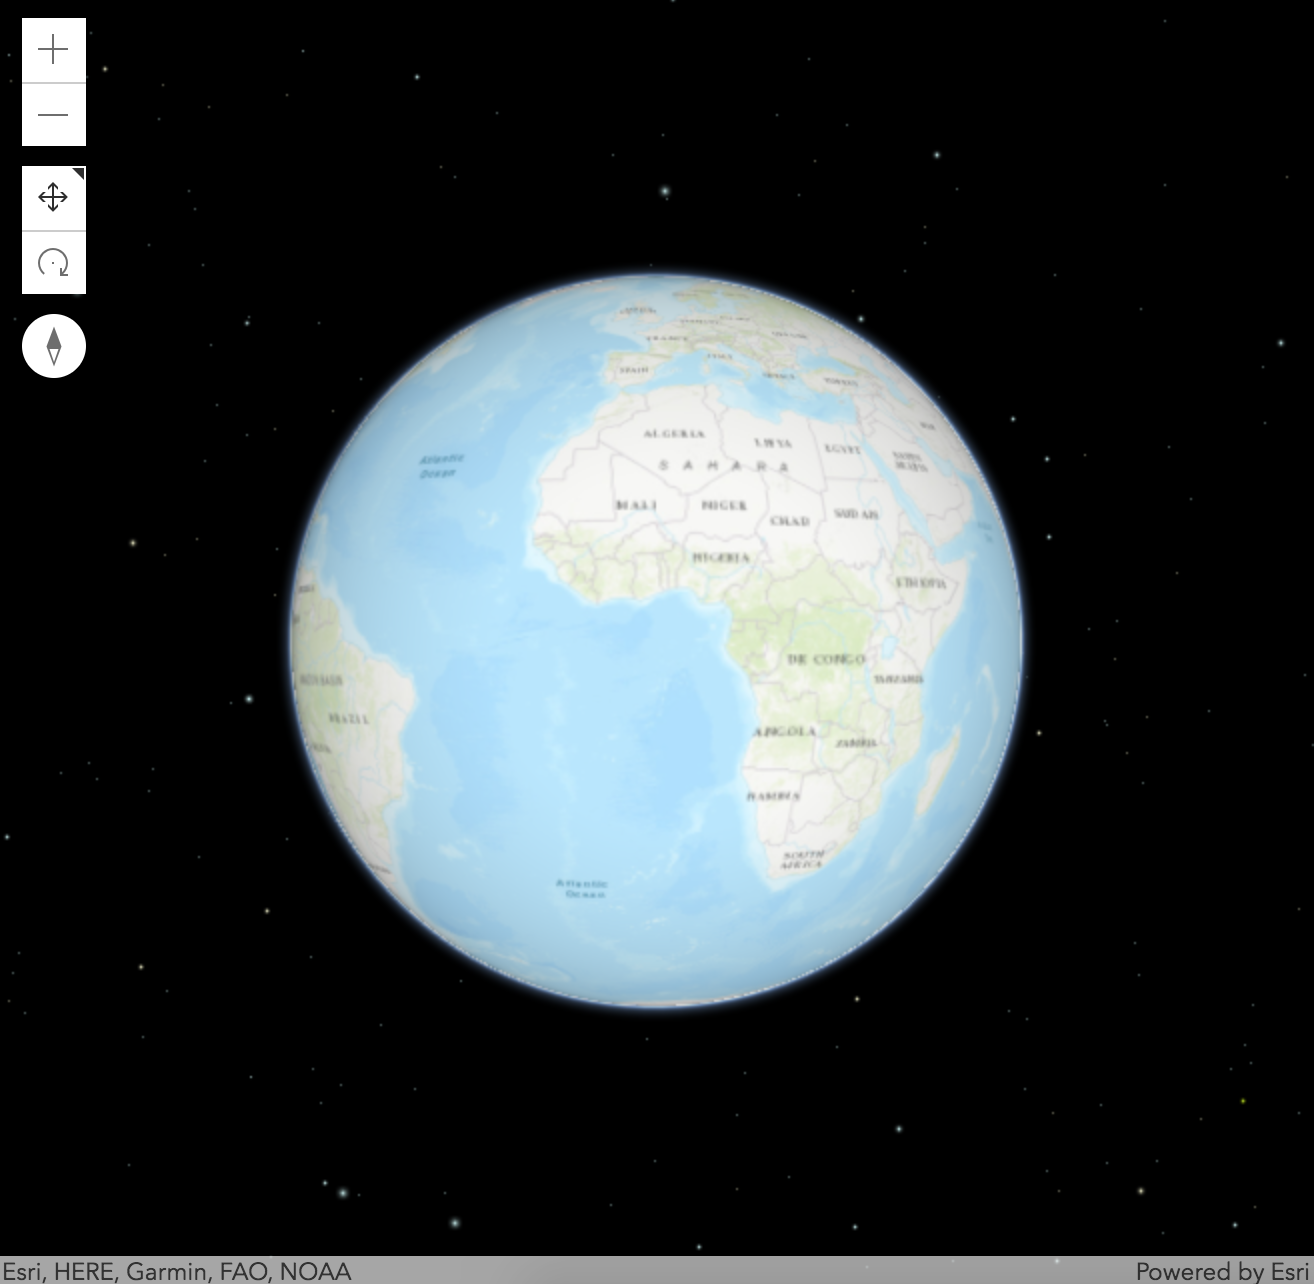 FRANCE
SPAIN
ITALY
GREECE
TURKEY
ALGERIA
LIBYA
EGYPT
SAUDI
ARABIA
SAHARA
Atlantic
Ocean
MALI
NIGER
CHAD
SUDAN
NIGERIA
ETHIOPIA
DR CONGO
TANZANIA
BRAZIL
ANGOLA
ZAMBIA
NAMIBIA
SOUTH
AFRICA
Atlantic
Ocean
Esri, HERE, Garmin, FAO, NOAA
Powered by Esri